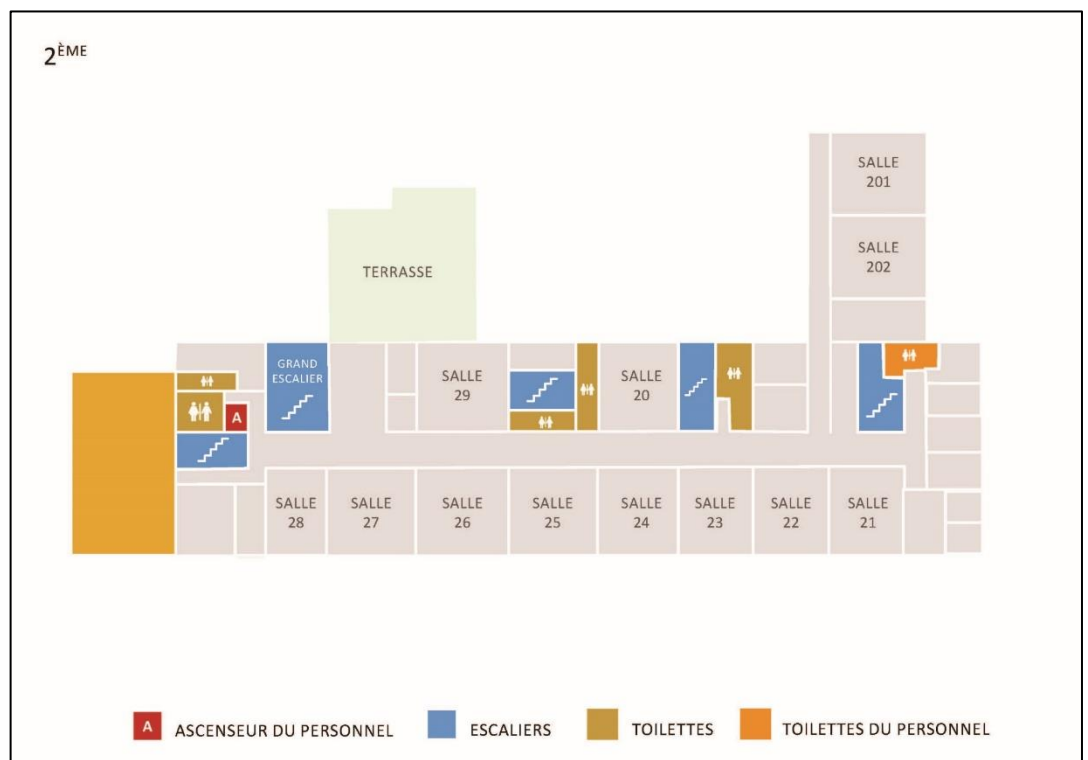 2ÈME
SALLE
201
SALLE
202
TERRASSE
GRAND
ESCALIER
SALLE
29
SALLE
20
A
SALLE
28
SALLE
27
SALLE
26
SALLE
25
SALLE
24
SALLE
23
SALLE
22
SALLE
21
A ASCENSEUR DU PERSONNEL
ESCALIERS
TOILETTES
TOILETTES DU PERSONNEL